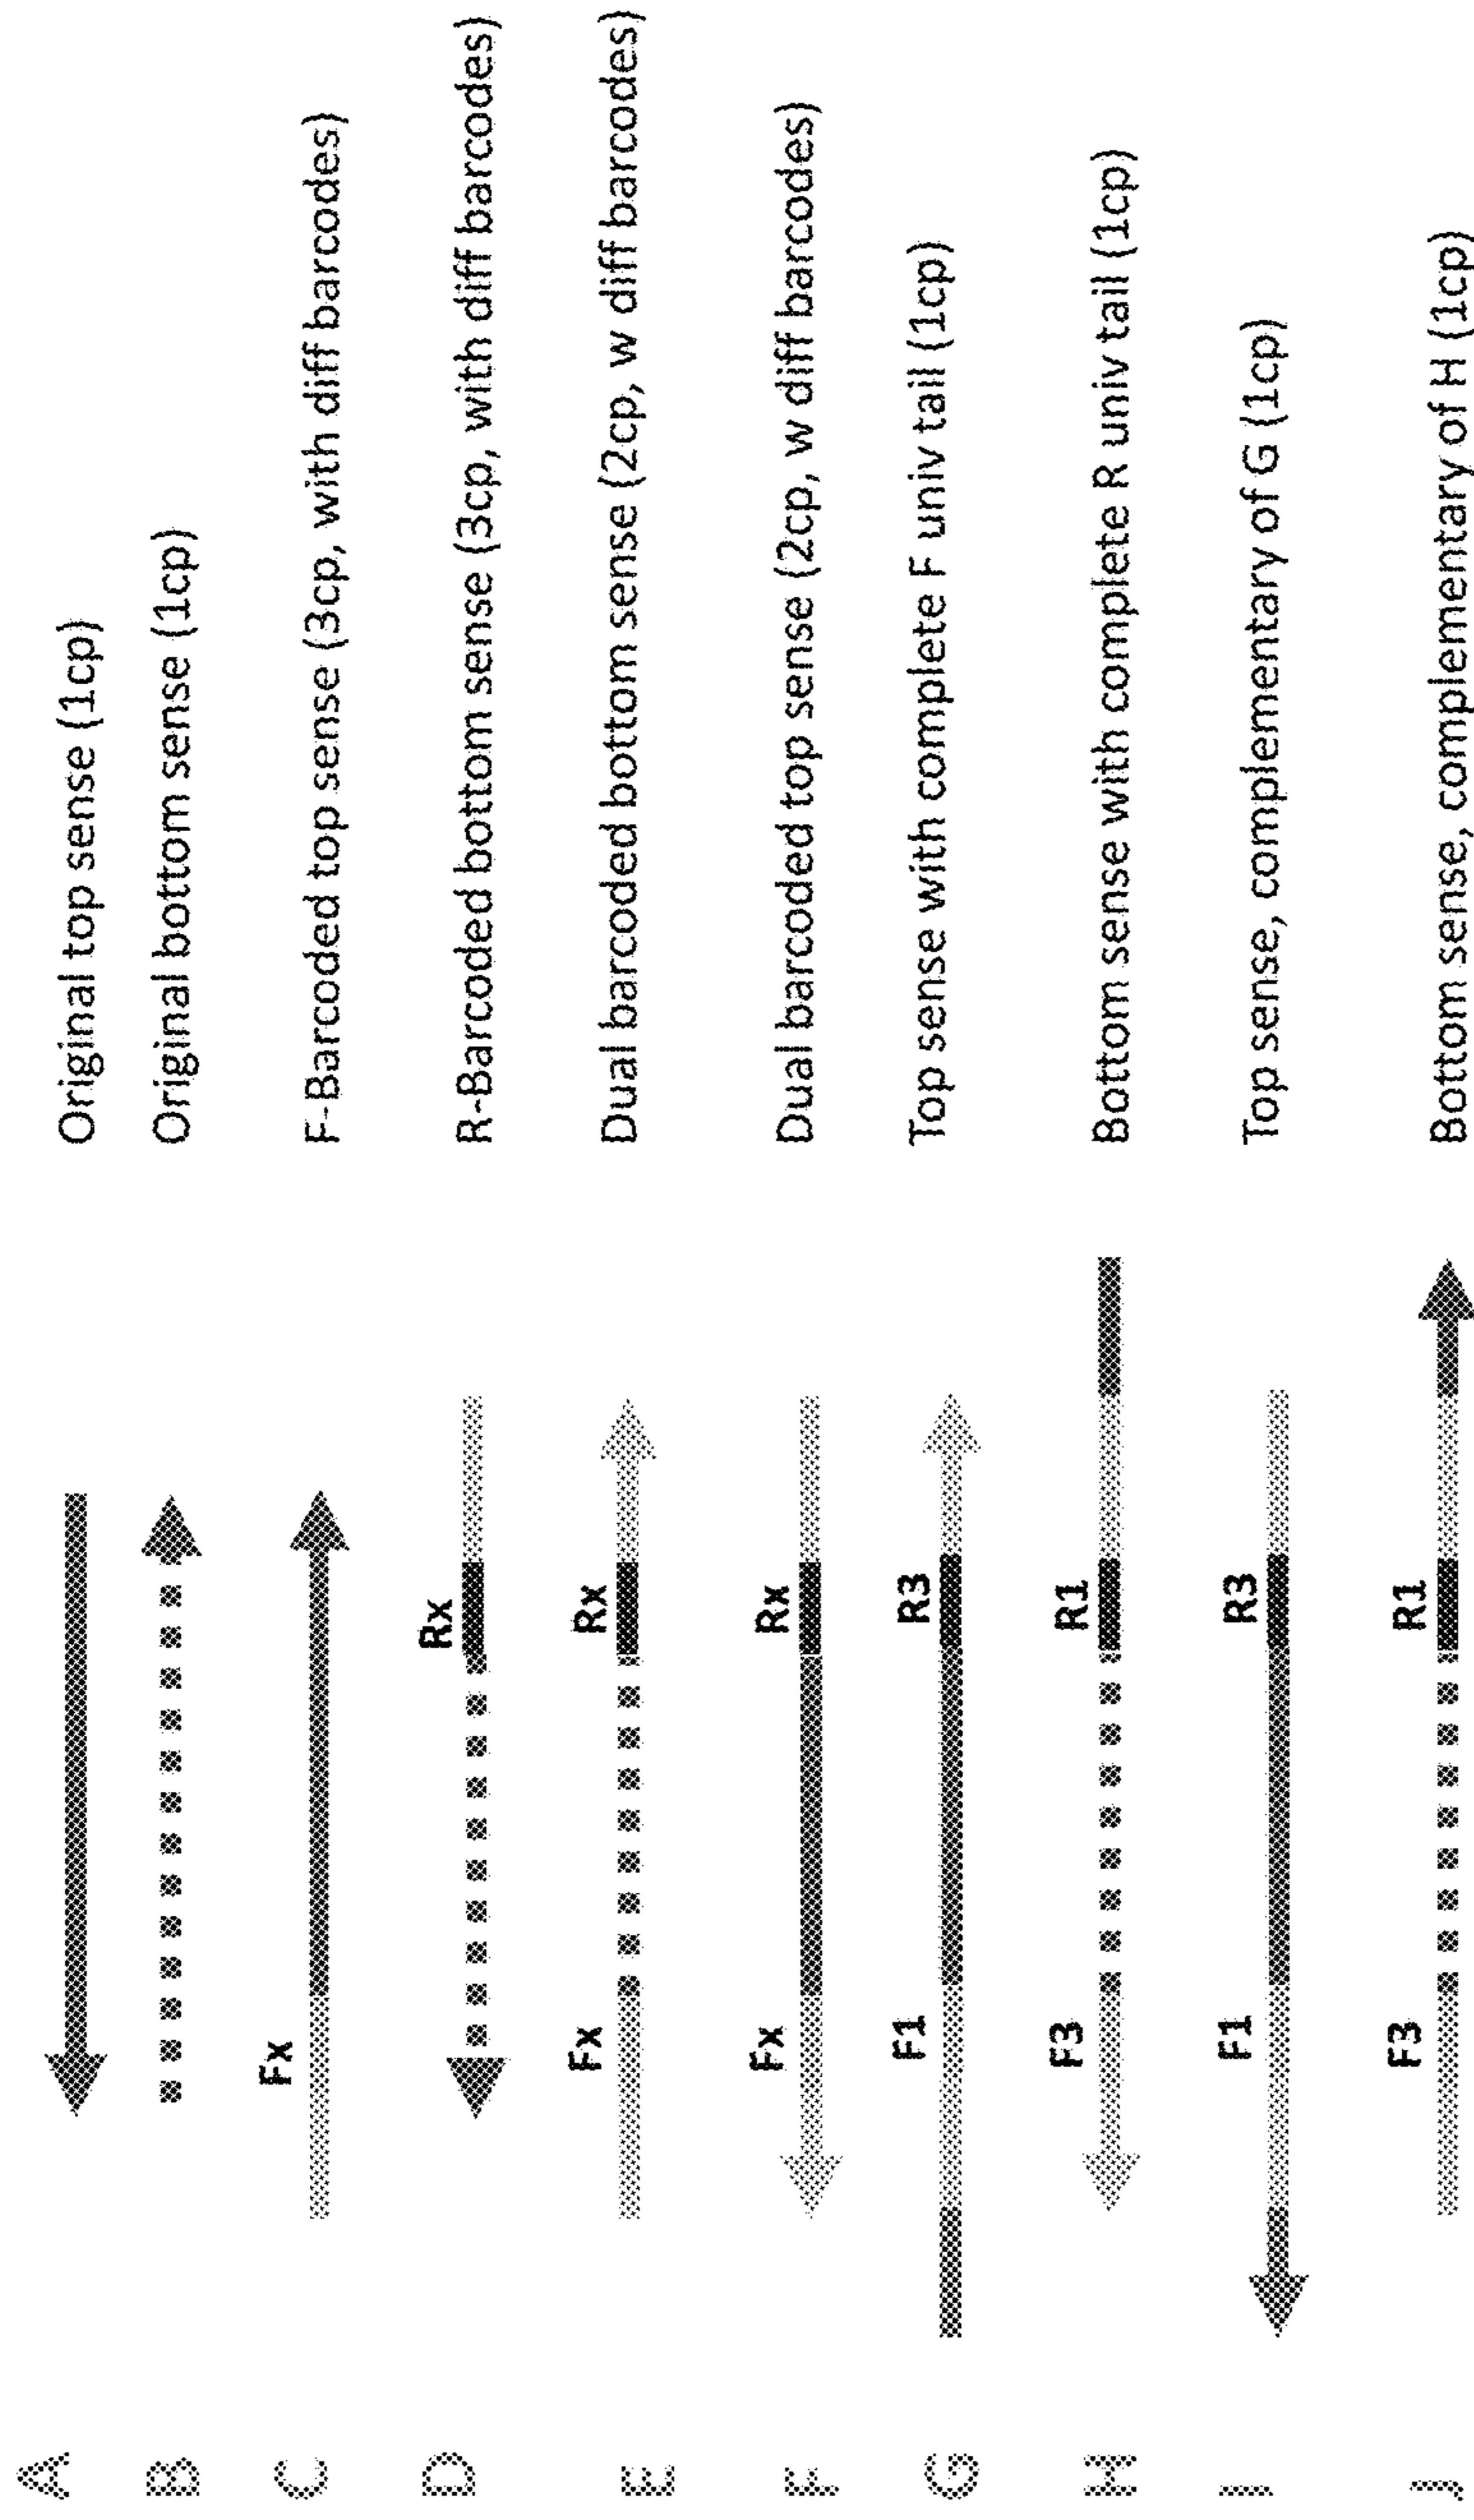 A Original top sense (1cp)
B Original bottom sense (1cp)
C Fx F-Barcoded top sense (3cp, with diff barcodes)
D Rx R-Barcoded bottom sense (3cp, with diff barcodes)
E Fx Rx Dual barcoded bottom sense (2cp, w diff barcodes)
F Fx Rx Dual barcoded top sense (2cp, w diff barcodes)
G F1 R3 Top sense with complete F univ tail (1cp)
H F3 R1 Bottom sense with complete R univ tail (1cp)
I F1 R3 Top sense, complementary of G (1cp)
J F3 R1 Bottom sense, complementary of H (1cp)